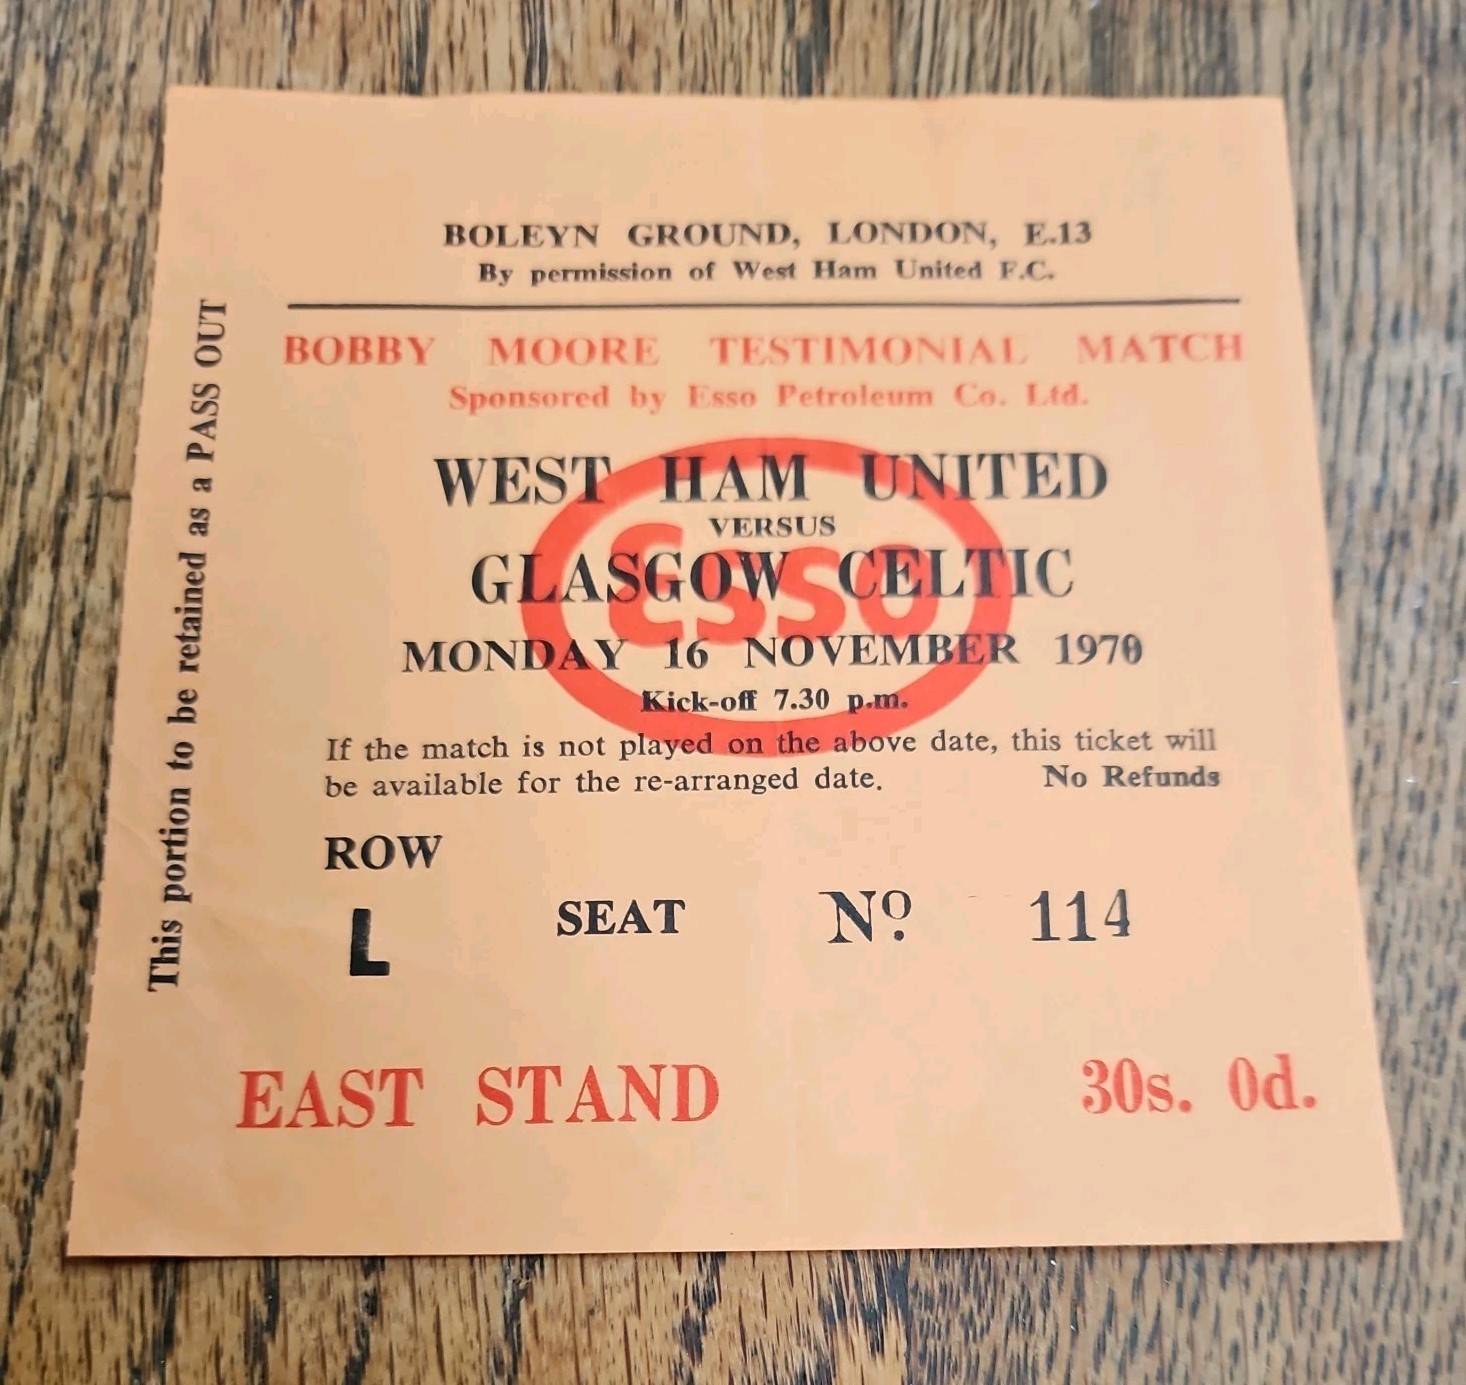 BOLEYN GROUND, LONDON, E.13
By permission of West Ham United F.C.
BOBBY MOORE TESTIMONIAL MATCH
Sponsored by Esso Petroleum Co. Ltd.
WEST HAM UNITED
VERSUS
GLASGOW CELTIC
Esso
MONDAY 16 NOVEMBER 1970
Kick-off 7.30 p.m.
If the match is not played on the above date, this ticket will
be available for the re-arranged date. No Refunds
ROW
L SEAT Nº. 114
EAST STAND 30s. 0d.
This portion to be retained as a PASS OUT